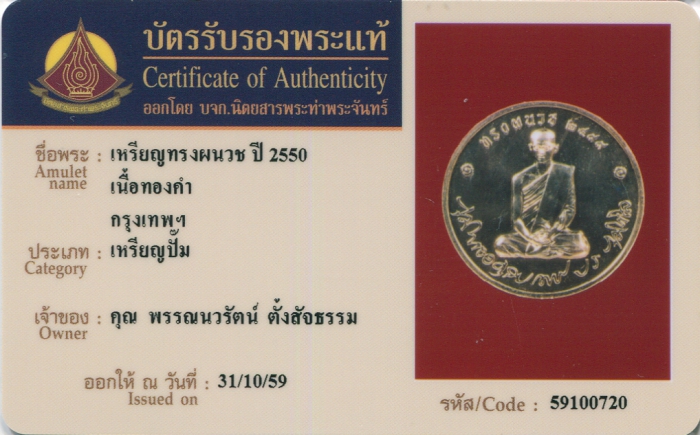 บัตรรับรองพระแท้
Certificate of Authenticity
ออกโดย บจก.นิตยสารพระท่าพระจันทร์
ชื่อพระ : เหรียญทรงผนวช ปี 2550
Amulet name
เนื้อทองคำ
กรุงเทพฯ
ประเภท : เหรียญปั๊ม
Category
เจ้าของ : คุณ พรรณนวรัตน์ ตั้งสัจธรรม
Owner
ออกให้ ณ วันที่ : 31/10/59
Issued on
ทรงผนวช ๒๔๙๙
รหัส/Code : 59100720